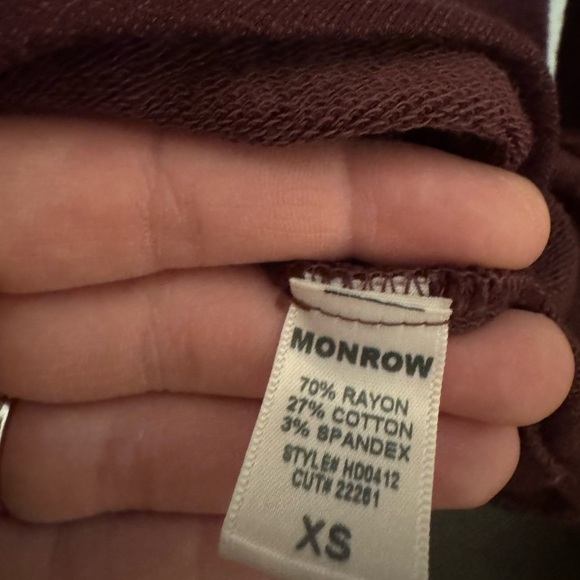 MONROW
70% RAYON
27% COTTON
3% SPANDEX
STYLE# HD0412
CUT# 22261
XS